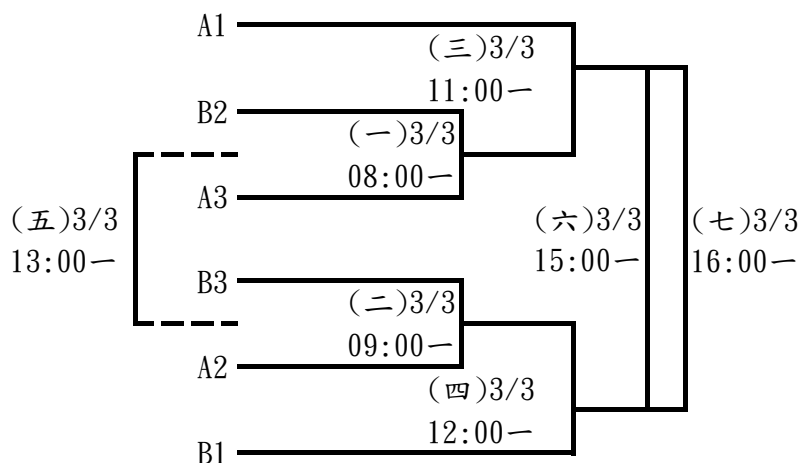 A1
(三)3/3
11:00一
B2
(一)3/3
08:00一
A3
(五)3/3
13:00一
(六)3/3
15:00一
(七)3/3
16:00一
B3
(二)3/3
09:00一
A2
(四)3/3
12:00一
B1